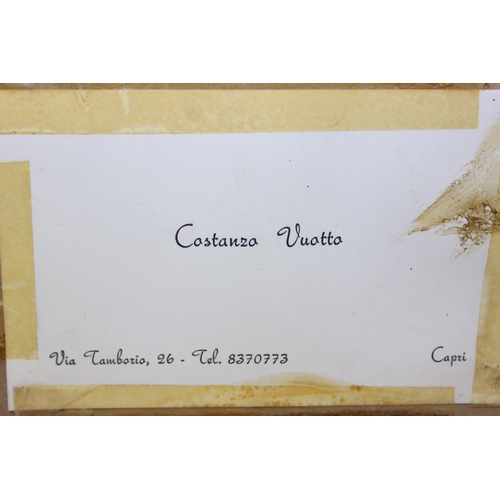 Costanzo Vuotto
Via Tamborio, 26 - Tel. 8370773 Capri